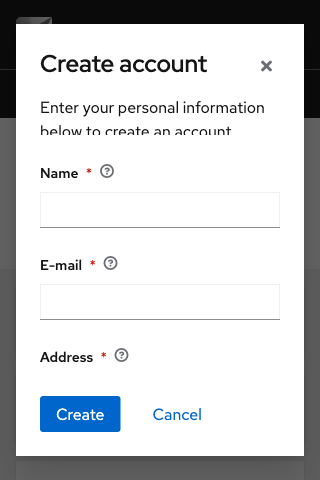 Create account
Enter your personal information
below to create an account
Name *
E-mail *
Address *
Create
Cancel